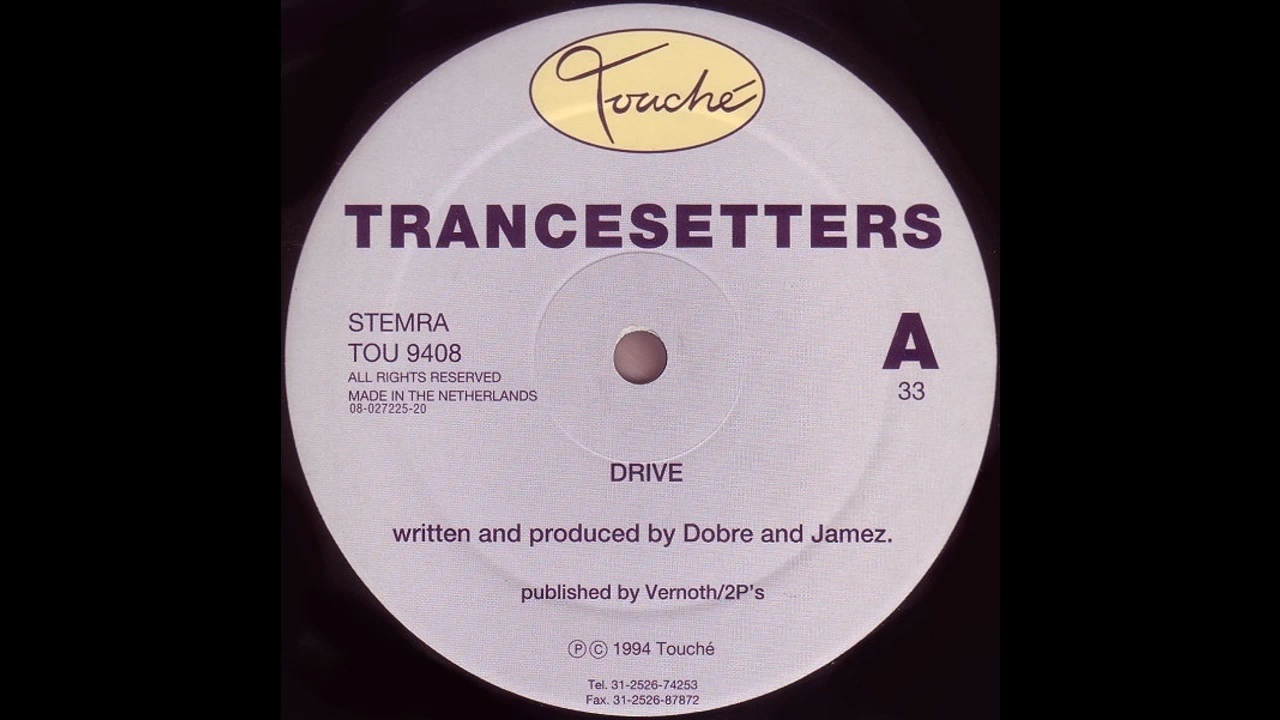 Touché
TRANCESETTERS
STEMRA
TOU 9408
ALL RIGHTS RESERVED
MADE IN THE NETHERLANDS
08-027225-20
A
33
DRIVE
written and produced by Dobre and Jamez.
published by Vernoth/2P's
Ⓟ© 1994 Touché
Tel. 31-2526-74253
Fax. 31-2526-87872